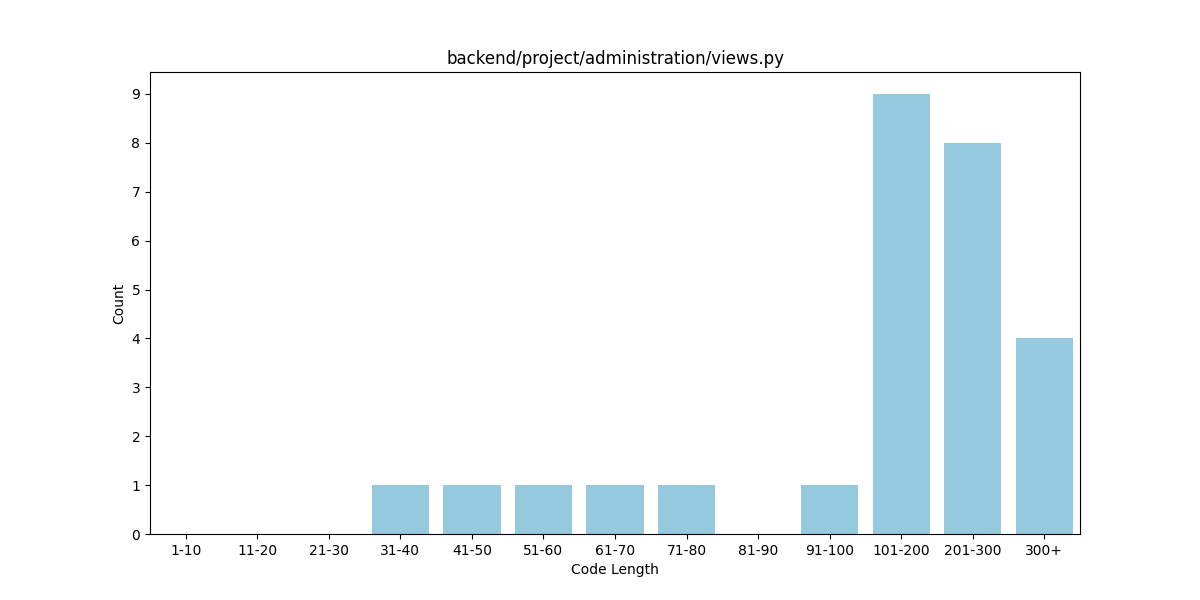 backend/project/administration/views.py
9
8
7
6
5
4
3
2
1
0
Count
1-10 11-20 21-30 31-40 41-50 51-60 61-70 71-80 81-90 91-100 101-200 201-300 300+
Code Length